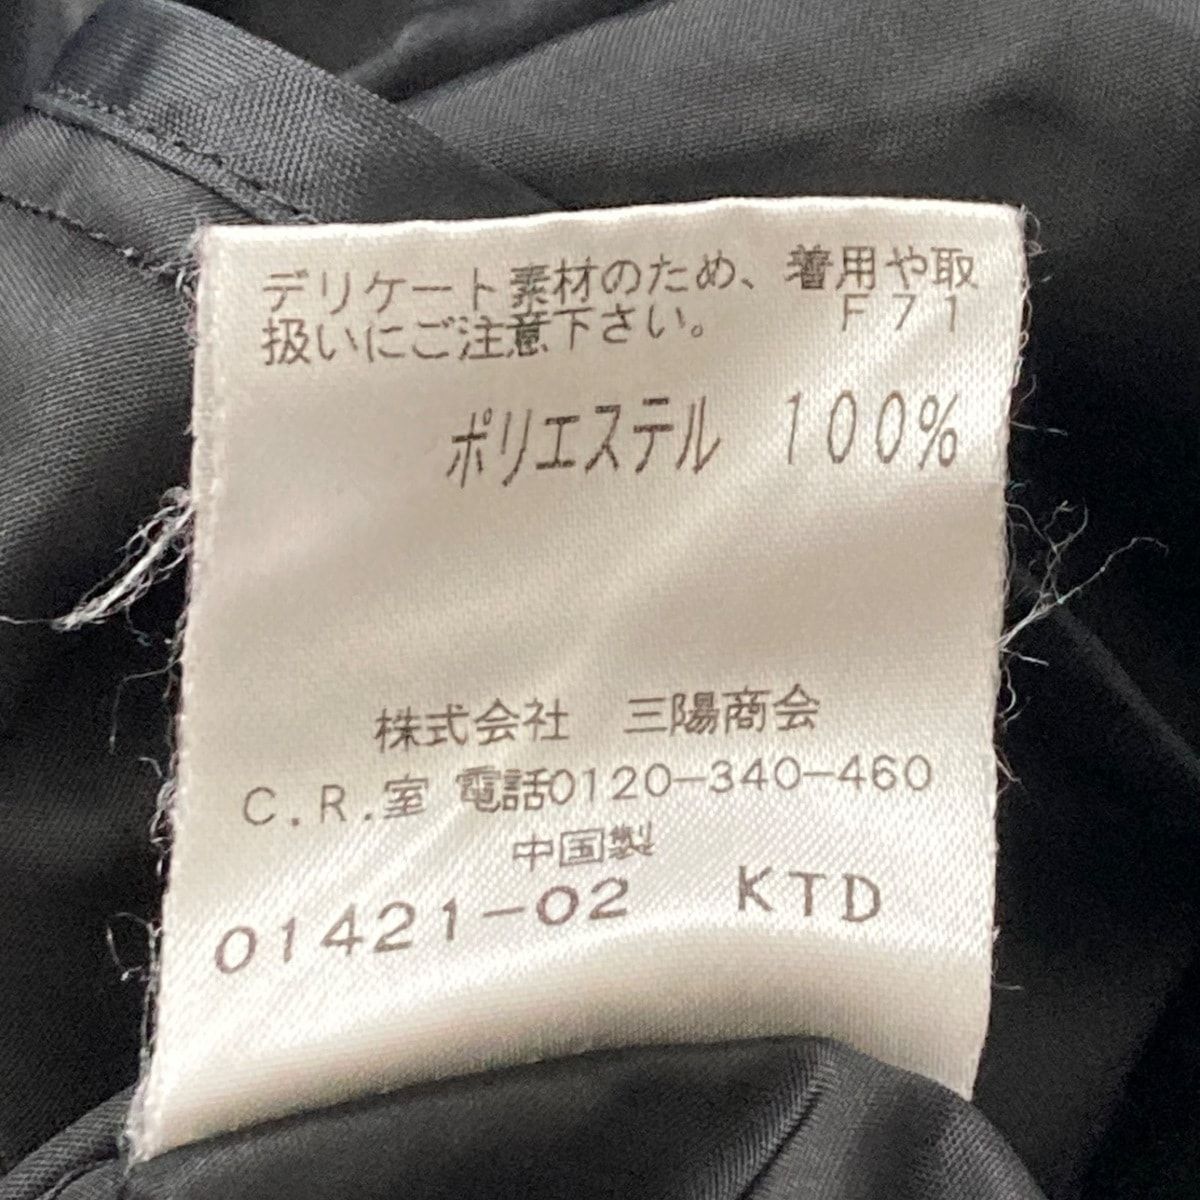 デリケート素材のため、着用や取
扱いにご注意下さい。 F71
ポリエステル 100%
株式会社 三陽商会
C.R.室 電話0120-340-460
中国製
01421-02 KTD